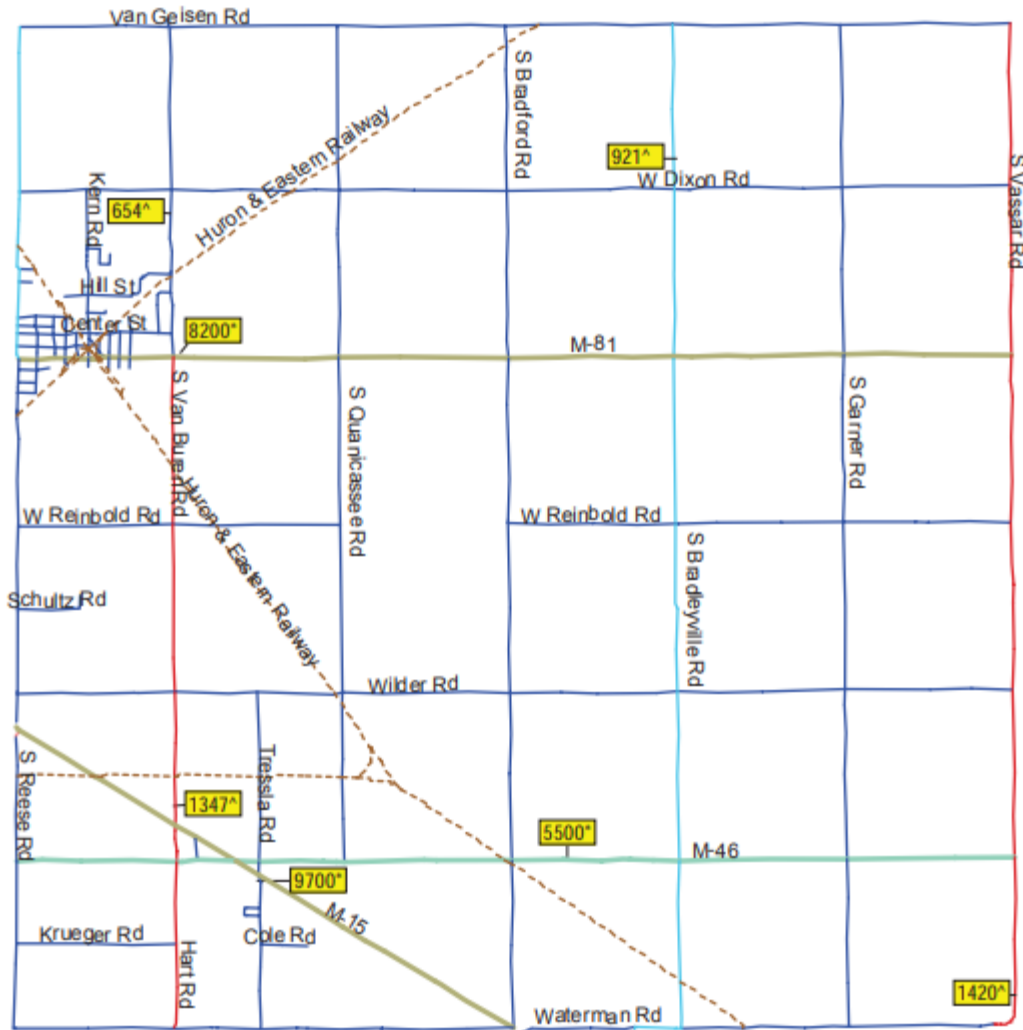 Van Geisen Rd
S Bradford Rd
Huron & Eastern Railway
921^
W Dixon Rd
S Vassar Rd
Kern Rd
654^
Hill St
Center St
8200*
M-81
S Van Buren Rd
S Quanicassee Rd
S Garner Rd
W Reinbold Rd
W Reinbold Rd
Huron & Eastern Railway
S Bradleyville Rd
Schultz Rd
Wilder Rd
S Reese Rd
Tressla Rd
1347^
5500*
M-46
9700*
M-15
Krueger Rd
Cole Rd
Hart Rd
1420^
Waterman Rd